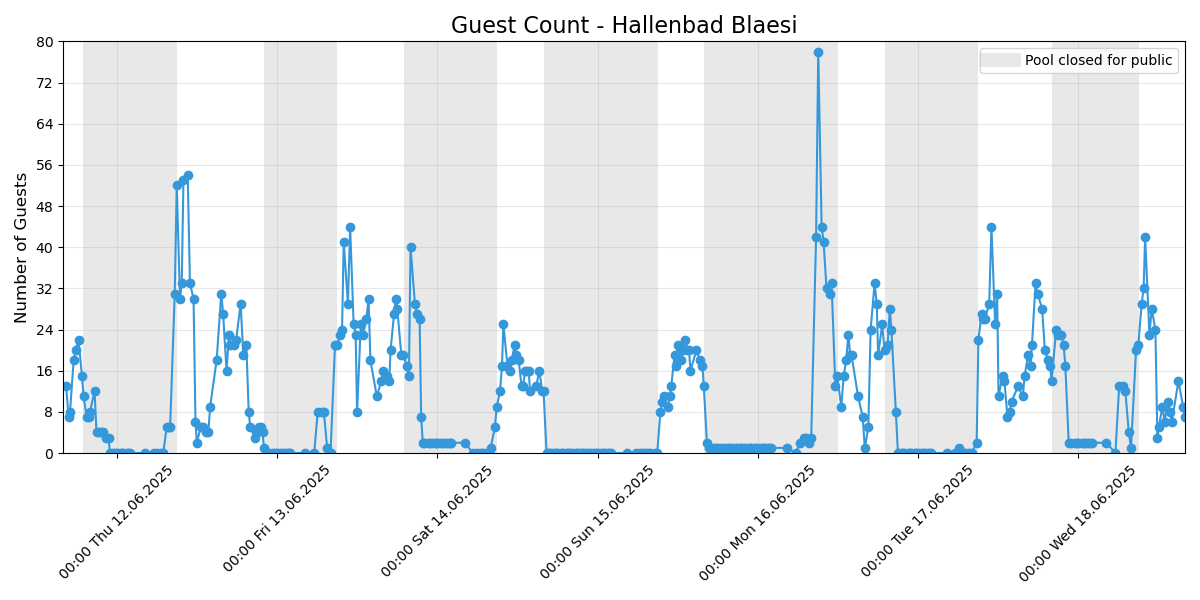 Guest Count - Hallenbad Blaesi
Pool closed for public
Number of Guests
80
72
64
56
48
40
32
24
16
8
0
00:00 Thu 12.06.2025
00:00 Fri 13.06.2025
00:00 Sat 14.06.2025
00:00 Sun 15.06.2025
00:00 Mon 16.06.2025
00:00 Tue 17.06.2025
00:00 Wed 18.06.2025